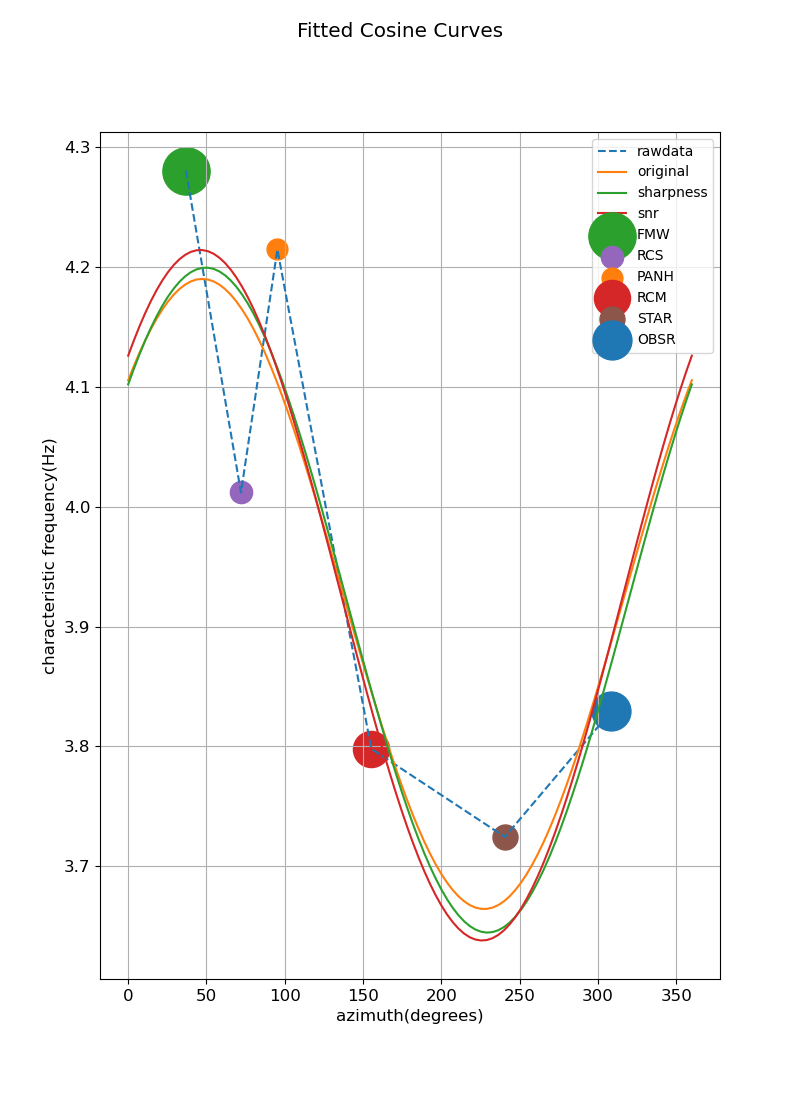 Fitted Cosine Curves
4.3
4.2
4.1
4.0
3.9
3.8
3.7
characteristic frequency(Hz)
rawdata
original
sharpness
snr
FMW
RCS
PANH
RCM
STAR
OBSR
0 50 100 150 200 250 300 350
azimuth(degrees)